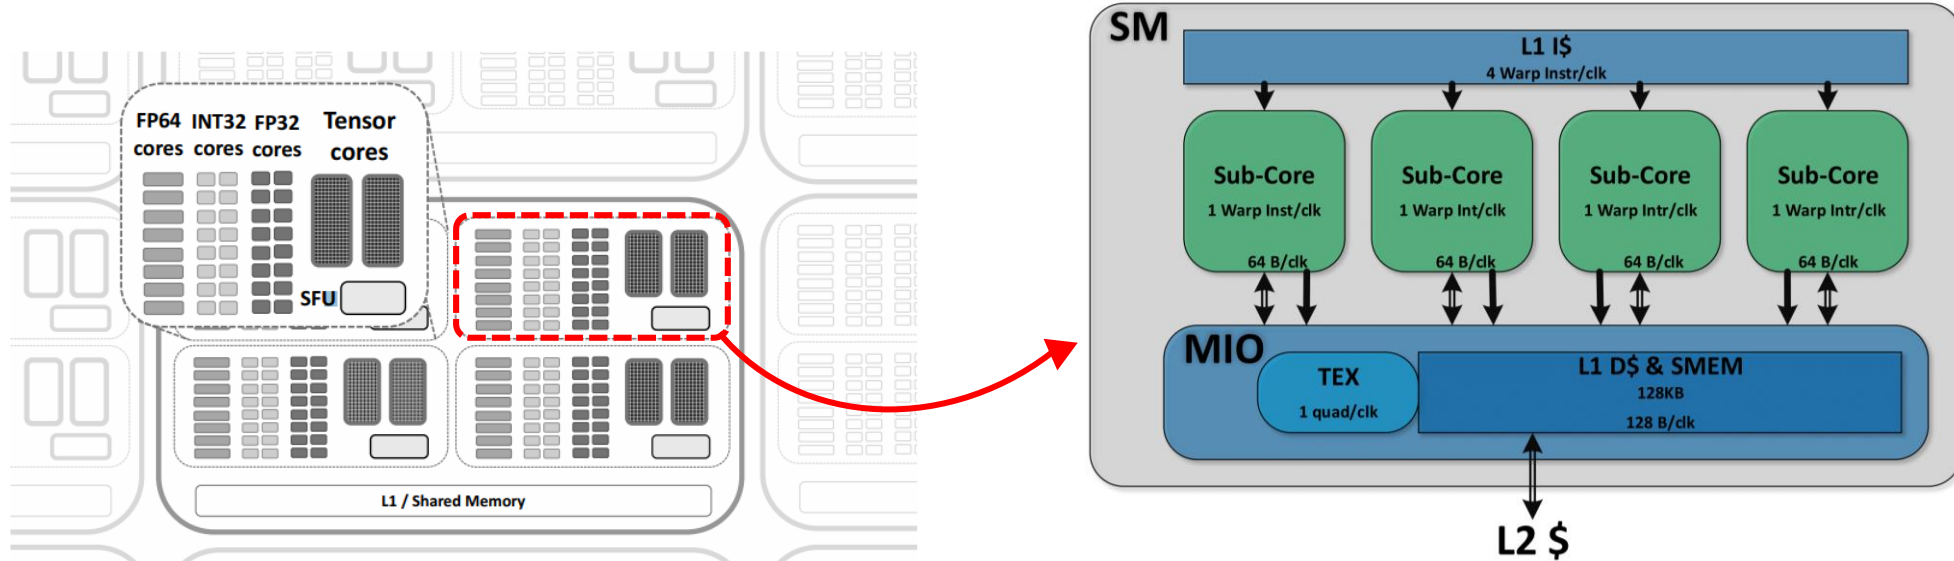 FP64 cores
INT32 cores
FP32 cores
Tensor cores
SFU
L1 / Shared Memory
SM
L1 I$
4 Warp Instr/clk
Sub-Core
1 Warp Inst/clk
64 B/clk
Sub-Core
1 Warp Int/clk
64 B/clk
Sub-Core
1 Warp Intr/clk
64 B/clk
Sub-Core
1 Warp Intr/clk
64 B/clk
MIO
TEX
1 quad/clk
L1 D$ & SMEM
128KB
128 B/clk
L2 $